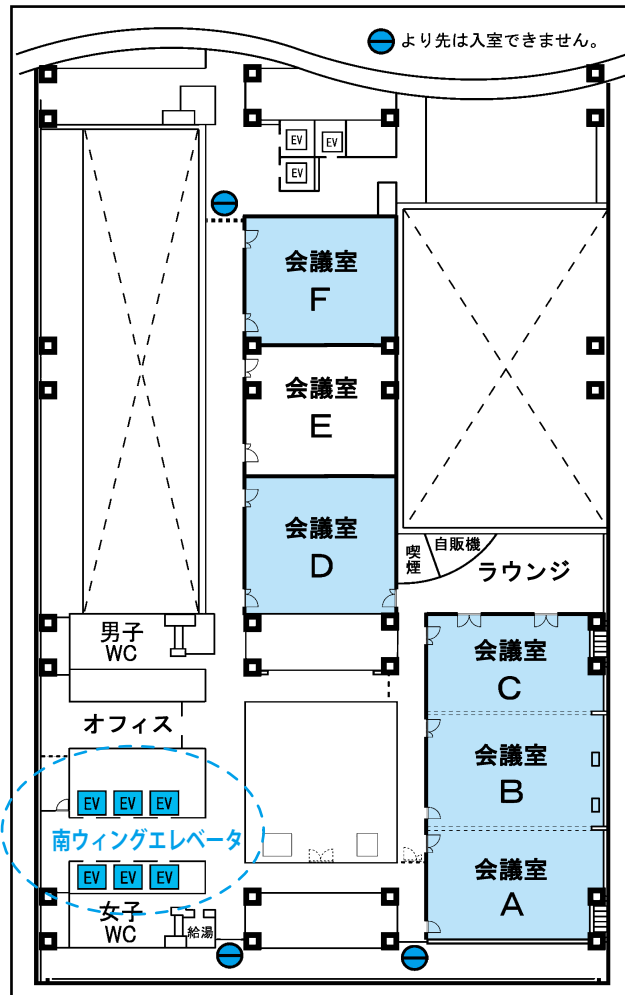 より先は入室できません。
EV
EV
EV
会議室
F
会議室
E
会議室
D
喫煙
自販機
ラウンジ
男子
WC
会議室
C
オフィス
会議室
B
EV EV EV
南ウィングエレベータ
EV EV EV
会議室
A
女子
WC
給湯